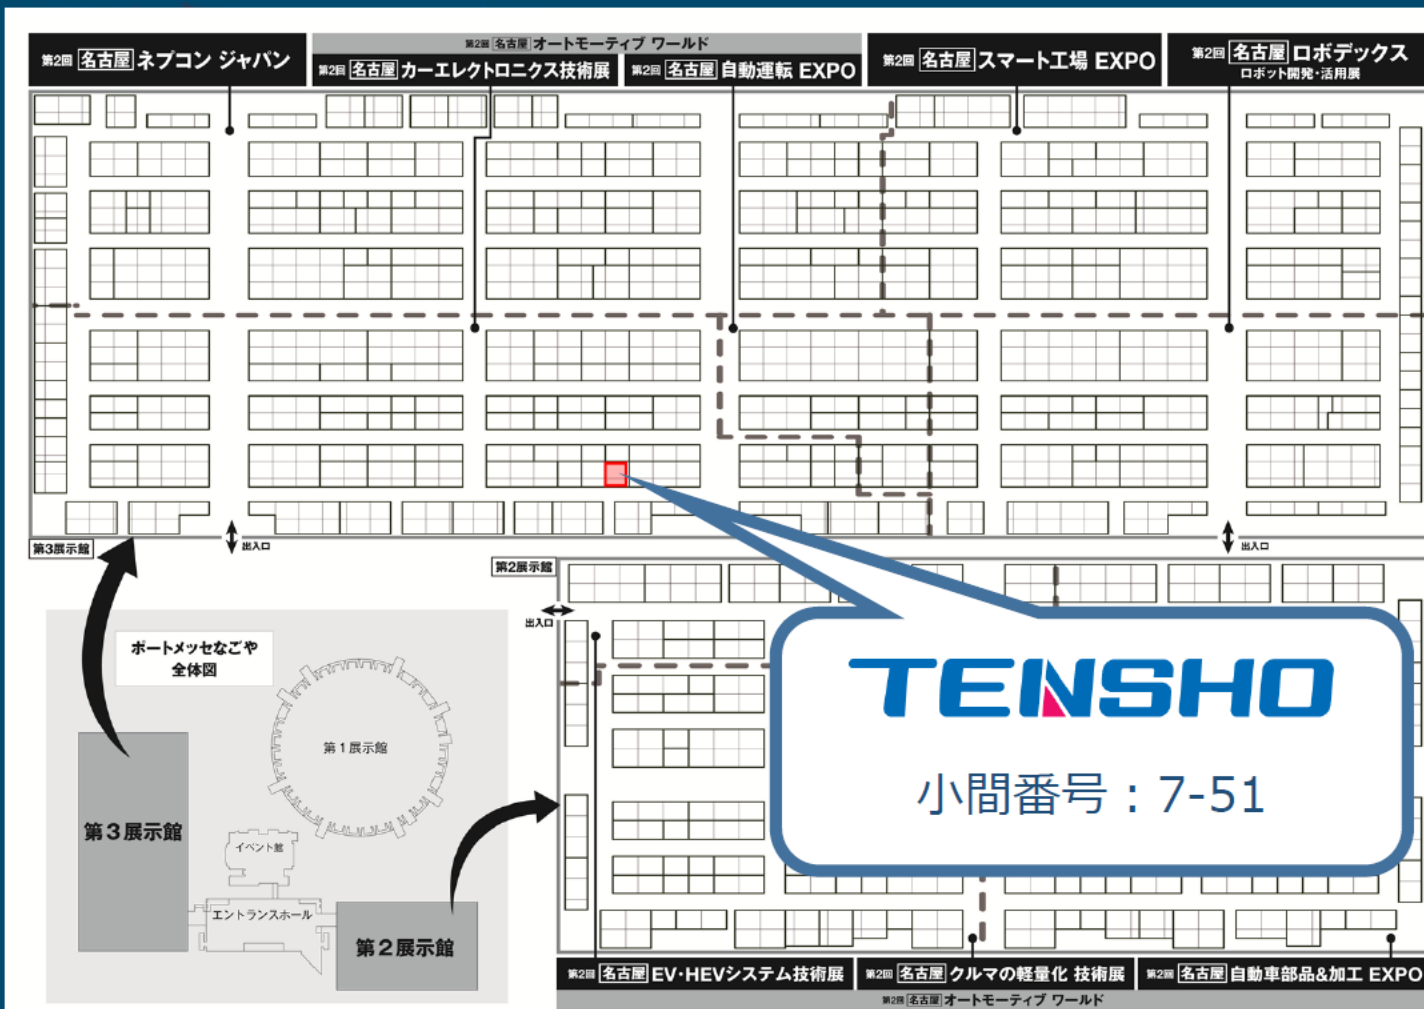 第2回 名古屋 ネプコン ジャパン
第2回 名古屋 オートモーティブ ワールド
第2回 名古屋 カーエレクトロニクス技術展
第2回 名古屋 自動運転 EXPO
第2回 名古屋 スマート工場 EXPO
第2回 名古屋 ロボデックス
ロボット開発・活用展
第3展示館
出入口
出入口
第2展示館
出入口
ポートメッセなごや
全体図
第1展示館
第3展示館
イベント館
エントランスホール
第2展示館
TENSHO
小間番号：7-51
第2回 名古屋 EV・HEVシステム技術展
第2回 名古屋 クルマの軽量化 技術展
第2回 名古屋 自動車部品&加工 EXPO
第2回 名古屋 オートモーティブ ワールド